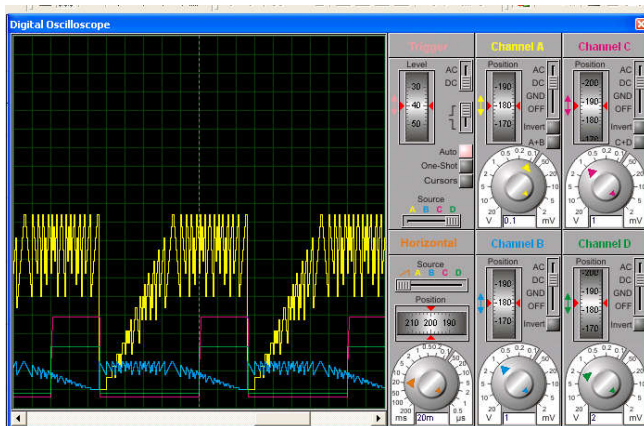 Digital Oscilloscope
Trigger
Level
30
40
50
AC
DC
Auto
One-Shot
Cursors
Source
A B C D
Channel A
Position
-190
-180
-170
AC
DC
GND
OFF
Invert
A+B
V 0.1 mV
Channel C
Position
-200
-190
-180
-170
AC
DC
GND
OFF
Invert
C+D
V 1 mV
Horizontal
Source
A B C D
Position
210 200 190
ms 20m µs
Channel B
Position
-190
-180
-170
AC
DC
GND
OFF
Invert
V 1 mV
Channel D
Position
-200
-190
-180
-170
AC
DC
GND
OFF
Invert
V 2 mV